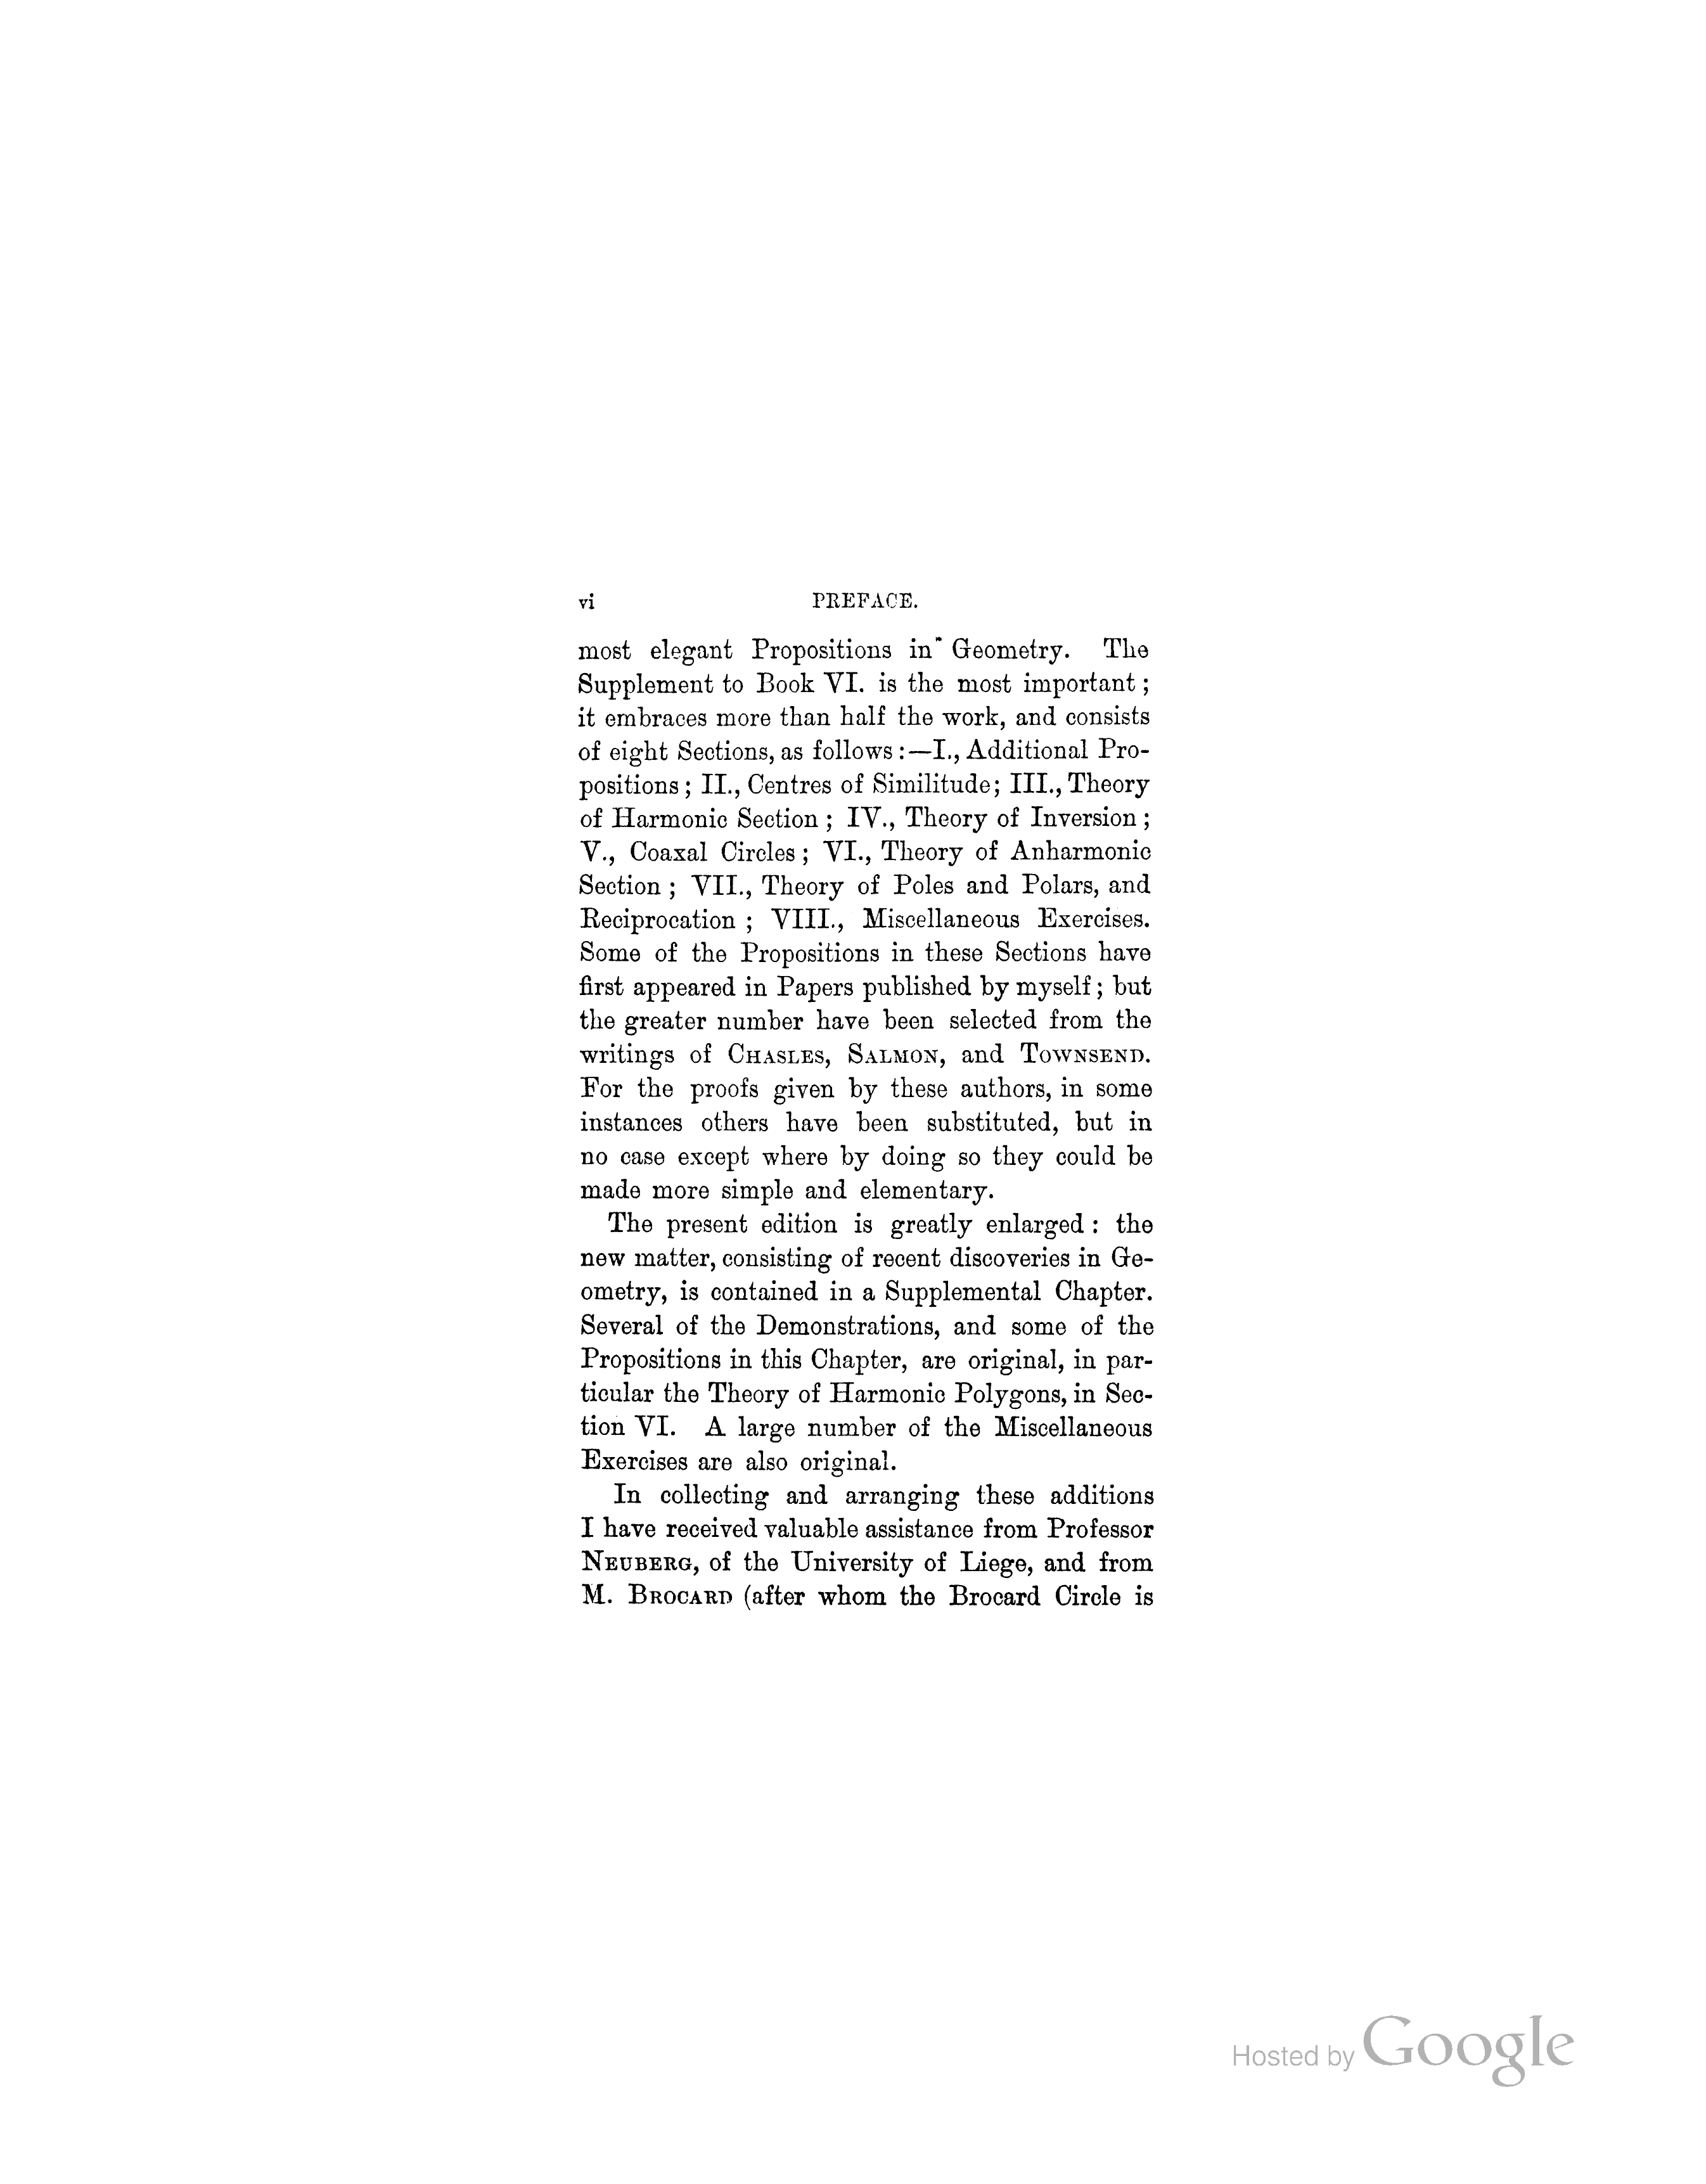 vi PREFACE.
most elegant Propositions in Geometry. The
Supplement to Book VI. is the most important ;
it embraces more than half the work, and consists
of eight Sections, as follows :—I., Additional Pro-
positions ; II., Centres of Similitude; III., Theory
of Harmonic Section ; IV., Theory of Inversion ;
V., Coaxal Circles ; VI., Theory of Anharmonic
Section ; VII., Theory of Poles and Polars, and
Reciprocation ; VIII., Miscellaneous Exercises.
Some of the Propositions in these Sections have
first appeared in Papers published by myself ; but
the greater number have been selected from the
writings of CHASLES, SALMON, and TOWNSEND.
For the proofs given by these authors, in some
instances others have been substituted, but in
no case except where by doing so they could be
made more simple and elementary.
The present edition is greatly enlarged : the
new matter, consisting of recent discoveries in Ge-
ometry, is contained in a Supplemental Chapter.
Several of the Demonstrations, and some of the
Propositions in this Chapter, are original, in par-
ticular the Theory of Harmonic Polygons, in Sec-
tion VI. A large number of the Miscellaneous
Exercises are also original.
In collecting and arranging these additions
I have received valuable assistance from Professor
NEUBERG, of the University of Liege, and from
M. BROCARD (after whom the Brocard Circle is
Hosted by Google